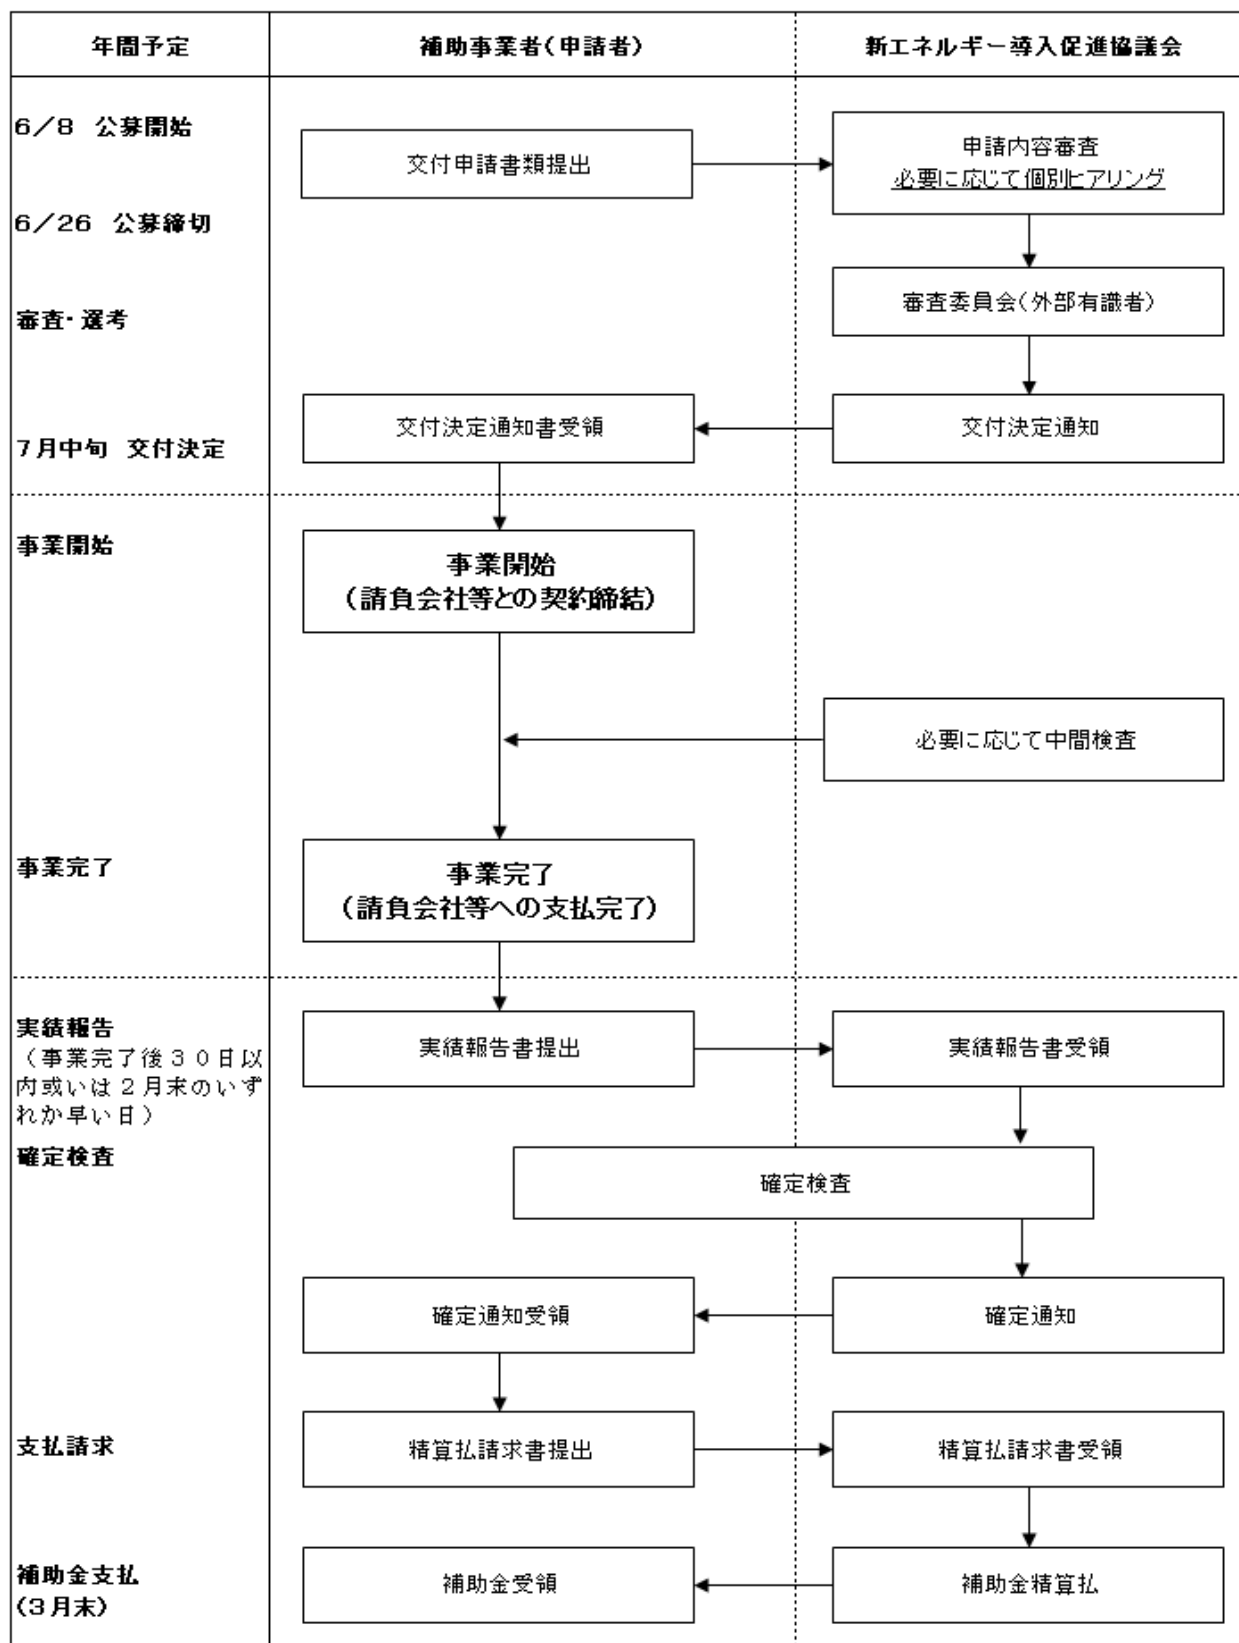 年間予定
補助事業者(申請者)
新エネルギー導入促進協議会
6/8 公募開始
交付申請書類提出
申請内容審査
必要に応じて個別ヒアリング
6/26 公募締切
審査委員会(外部有識者)
審査・選考
交付決定通知書受領
交付決定通知
7月中旬 交付決定
事業開始
事業開始
(請負会社等との契約締結)
必要に応じて中間検査
事業完了
事業完了
(請負会社等への支払完了)
実績報告
(事業完了後30日以
内或いは2月末のいず
れか早い日)
実績報告書提出
実績報告書受領
確定検査
確定検査
確定通知受領
確定通知
支払請求
精算払請求書提出
精算払請求書受領
補助金支払
(3月末)
補助金受領
補助金精算払